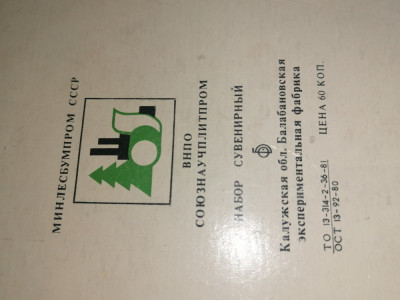 МИНЛЕСБУМПРОМ СССР
ВНПО
СОЮЗНАУЧПЛИТПРОМ
НАБОР СУВЕНИРНЫЙ
Калужская обл. Балабановская
экспериментальная фабрика
ТО 13-314-2-36-81
ОСТ 13-92-80
ЦЕНА 60 КОП.